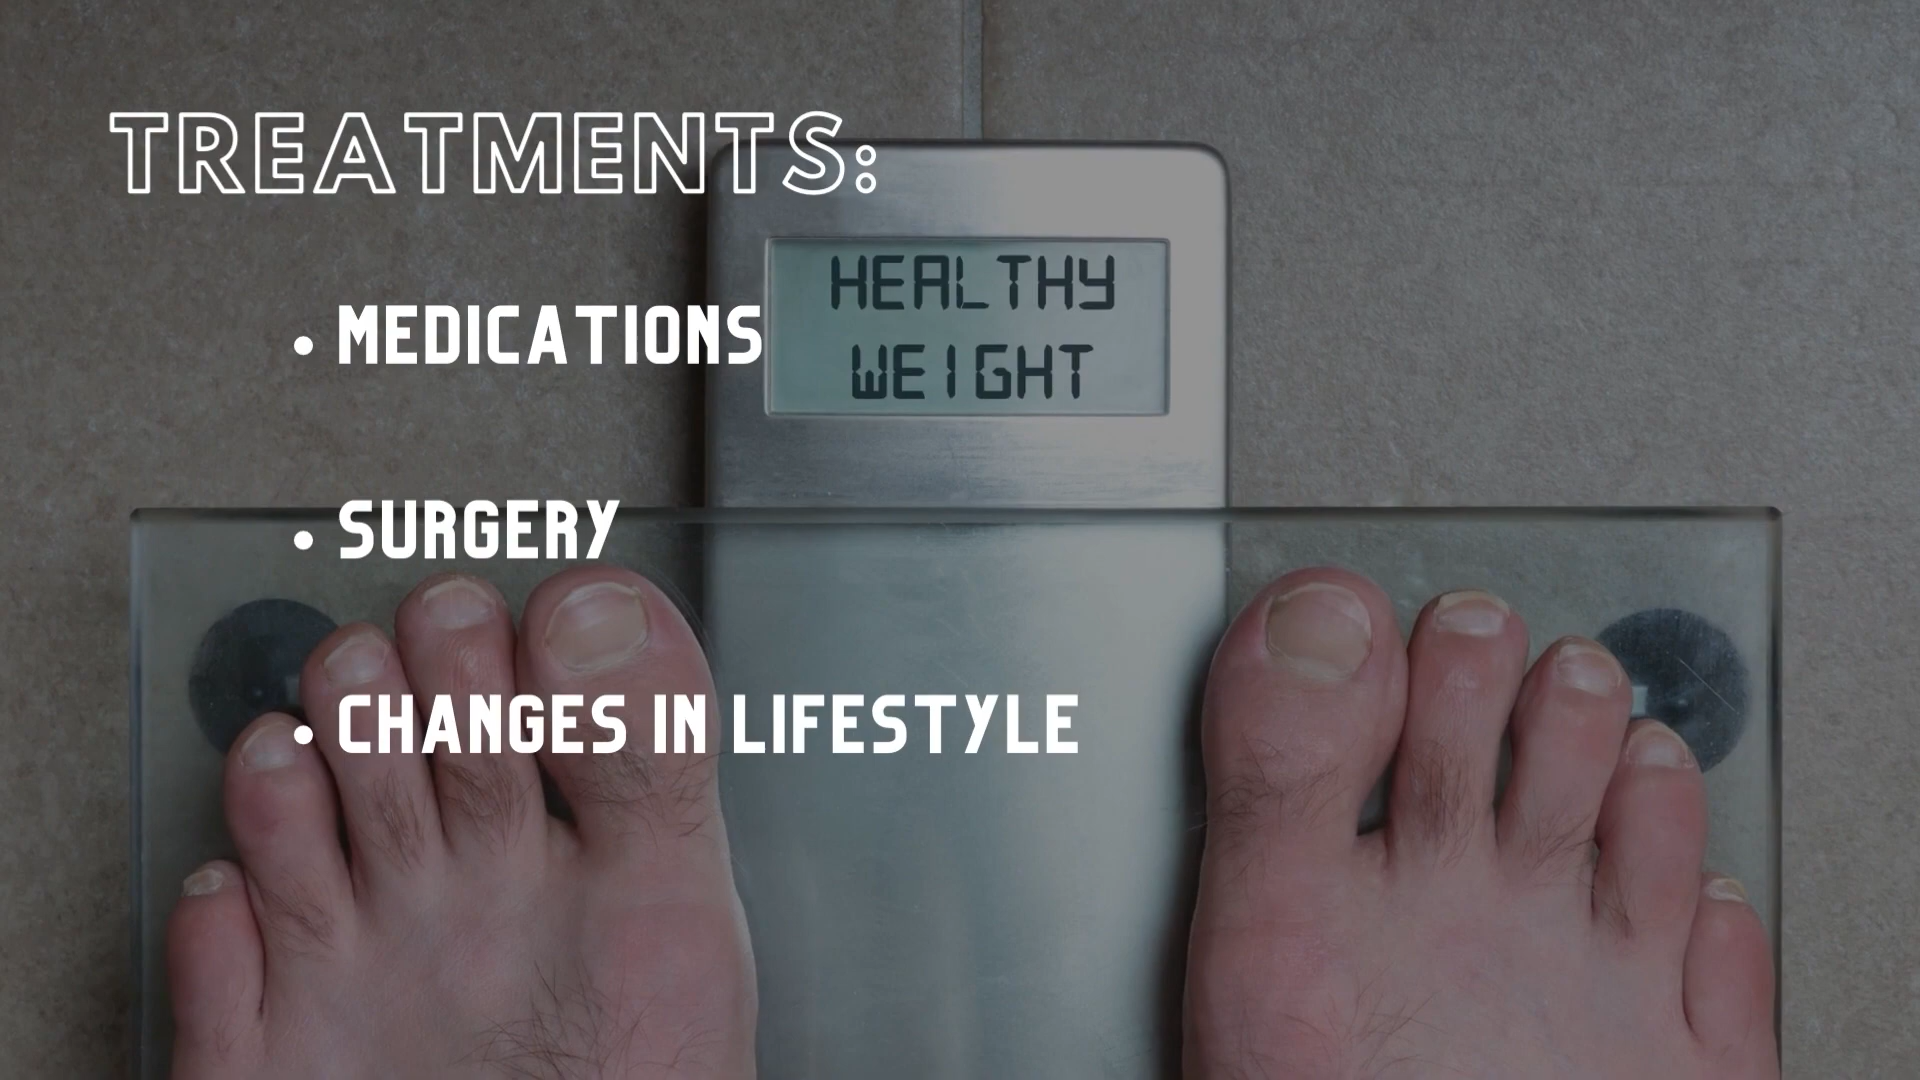 TREATMENTS:
HEALTHY
WEIGHT
• MEDICATIONS
• SURGERY
• CHANGES IN LIFESTYLE